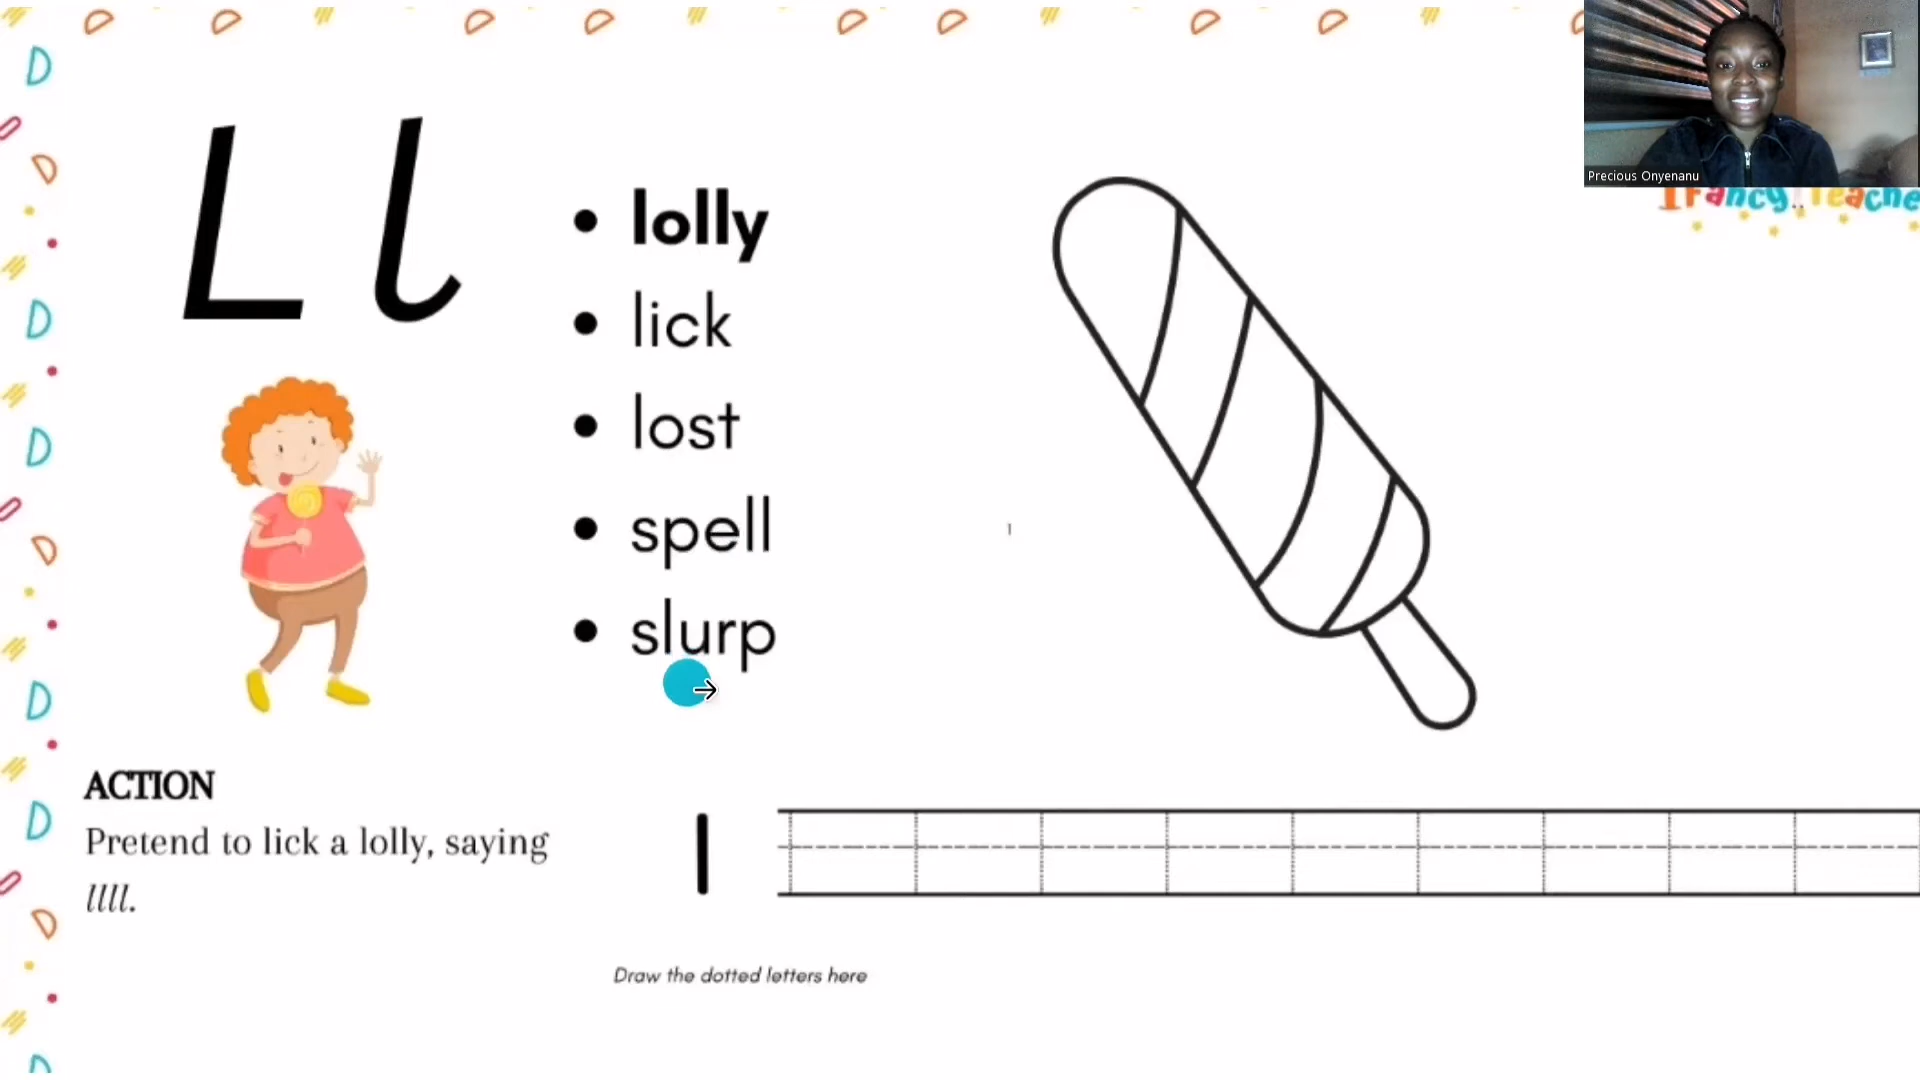 L l
lolly
lick
lost
spell
slurp
Precious Onyenanu
ACTION
Pretend to lick a lolly, saying
llll.
l
Draw the dotted letters here